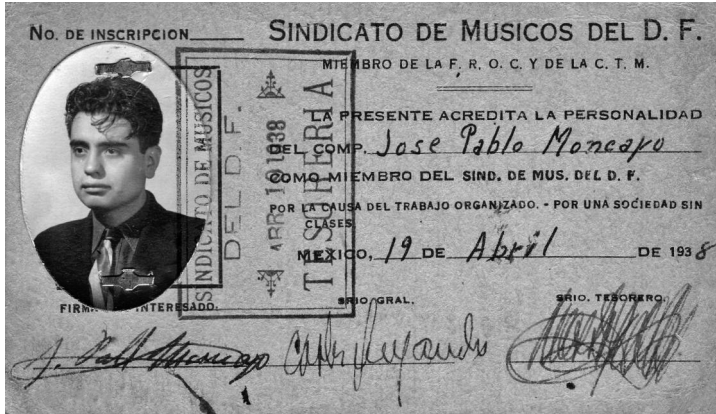 No. DE INSCRIPCION
SINDICATO DE MUSICOS DEL D. F.
MIEMBRO DE LA F. R. O. C. Y DE LA C. T. M.
LA PRESENTE ACREDITA LA PERSONALIDAD
DEL COMP. Jose Pablo Moncayo
COMO MIEMBRO DEL SIND. DE MUS. DEL D. F.
POR LA CAUSA DEL TRABAJO ORGANIZADO. - POR UNA SOCIEDAD SIN
CLASES
MEXICO, 19 DE Abril DE 1938
SINDICATO DE MUSICOS
DEL D. F.
ABR 19 1938
TESORERIA
FIRMA INTERESADO.
SRIO. GRAL.
SRIO. TESORERO.
J. Pablo Moncayo